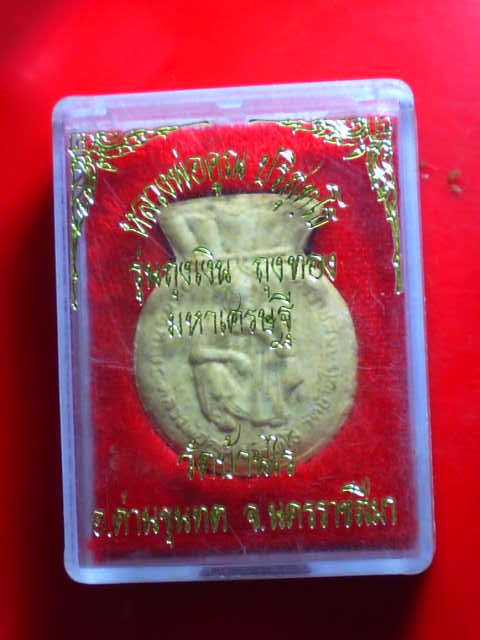 หลวงพ่อคูณ ปริสุทโธ
รุ่นถุงเงิน ถุงทอง
มหาเศรษฐี
วัดบ้านไร่
อ.ด่านขุนทด จ.นครราชสีมา